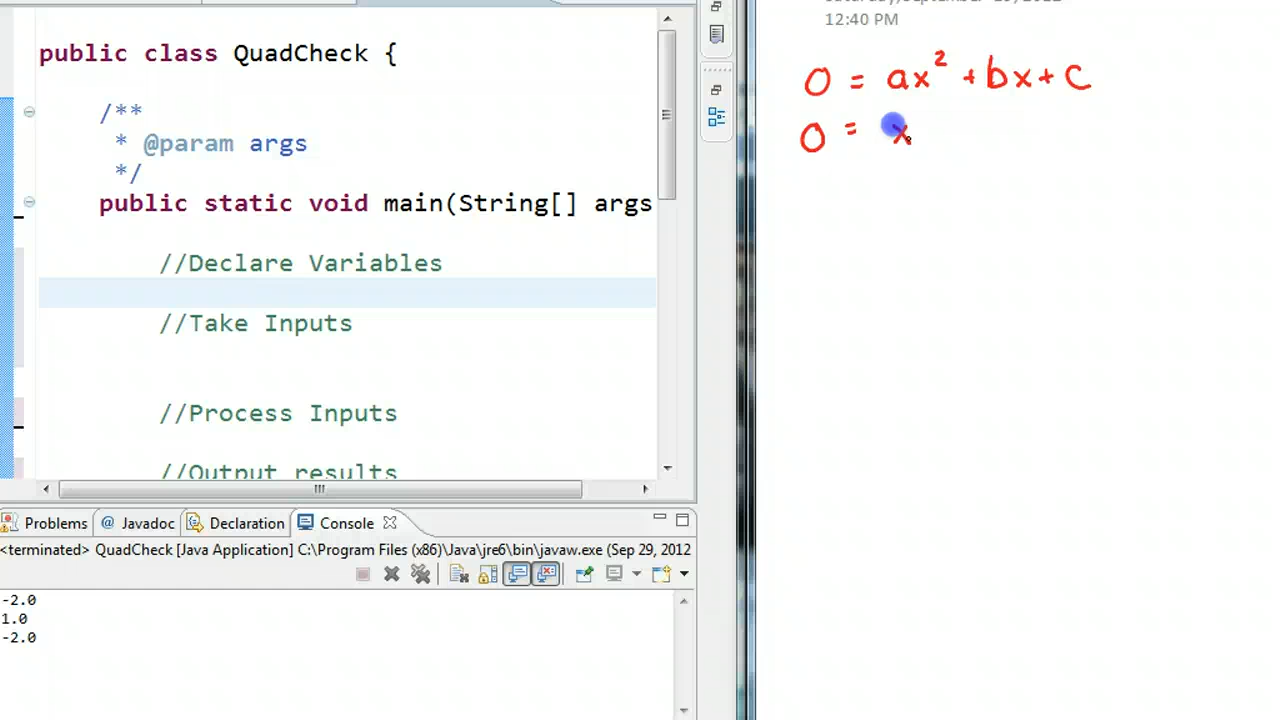 public class QuadCheck {
/**
* @param args
*/
public static void main(String[] args
//Declare Variables
//Take Inputs
//Process Inputs
//Output results
Problems @ Javadoc Declaration Console
<terminated> QuadCheck [Java Application] C:\Program Files (x86)\Java\jre6\bin\javaw.exe (Sep 29, 2012
-2.0
1.0
-2.0
12:40 PM
0 = ax² + bx + c
0 = x